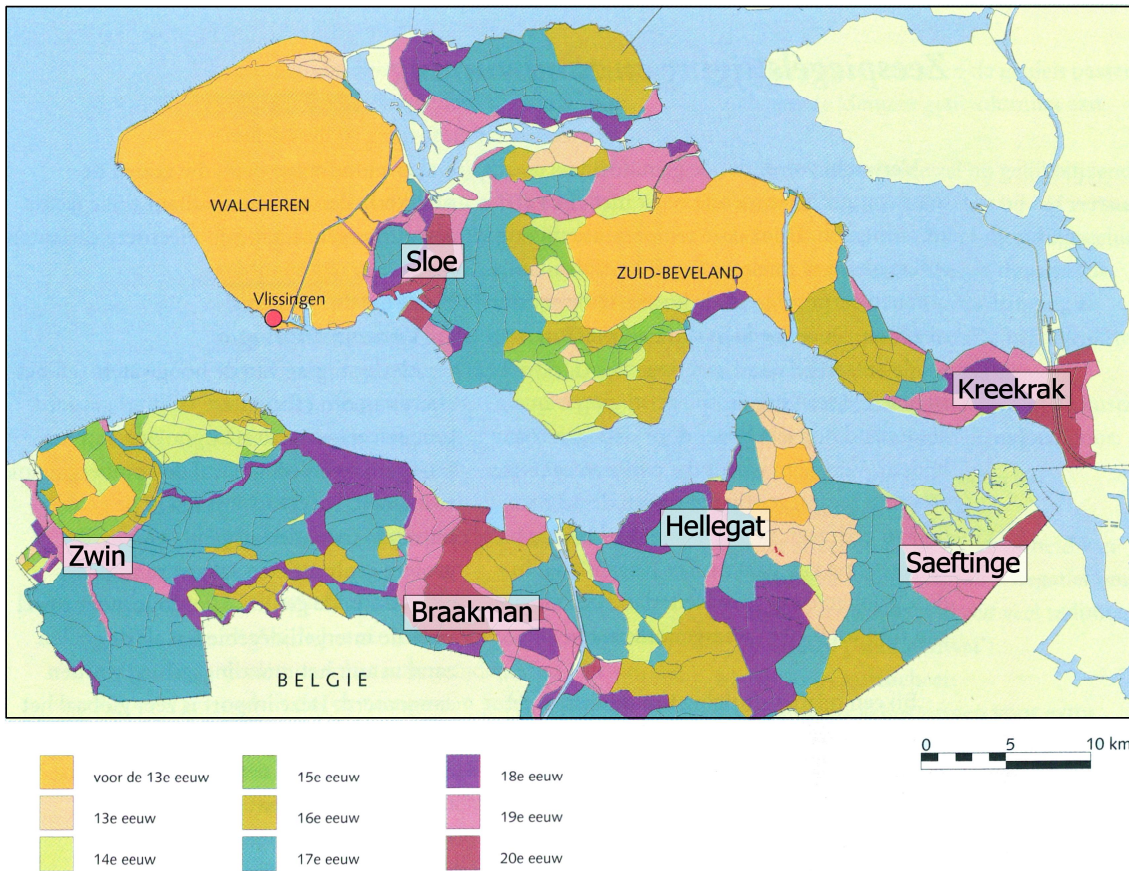 WALCHEREN
Sloe
ZUID-BEVELAND
Vlissingen
Kreekrak
Zwin
Hellegat
Saeftinge
Braakman
BELGIE
0 5 10 km
voor de 13e eeuw
13e eeuw
14e eeuw
15e eeuw
16e eeuw
17e eeuw
18e eeuw
19e eeuw
20e eeuw